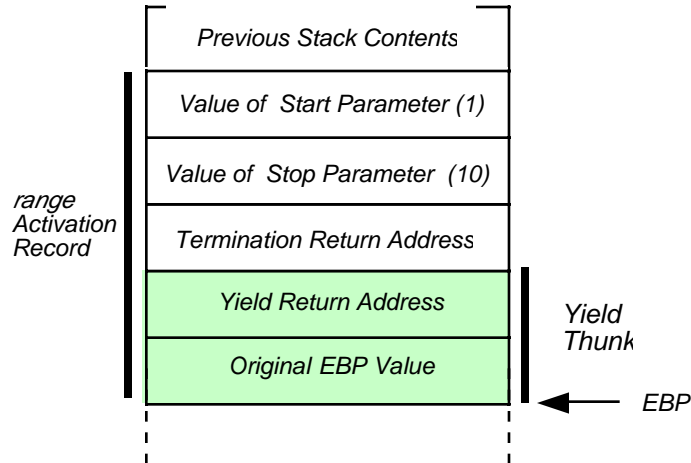 Previous Stack Contents
Value of Start Parameter (1)
Value of Stop Parameter (10)
range
Activation
Record
Termination Return Address
Yield Return Address
Yield
Thunk
Original EBP Value
EBP